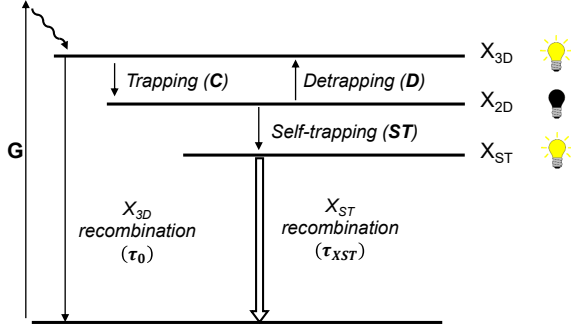 X3D
Trapping (C)
Detrapping (D)
X2D
Self-trapping (ST)
XST
G
X3D
recombination
(τ0)
XST
recombination
(τXST)